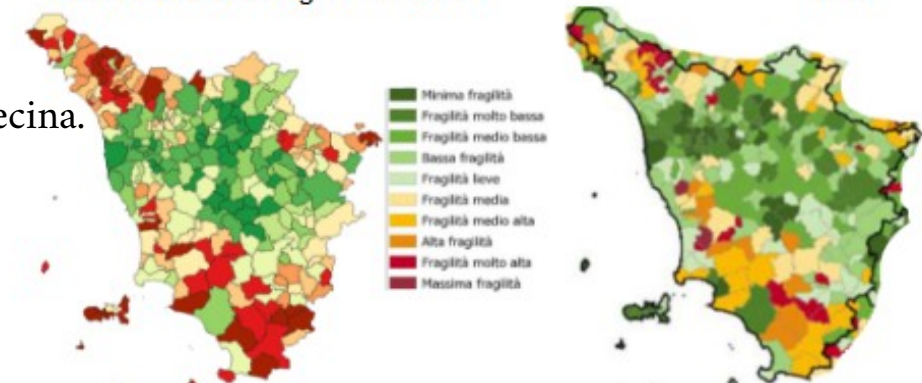 ecina.
Minima fragilità
Fragilità molto bassa
Fragilità medio bassa
Bassa fragilità
Fragilità lieve
Fragilità media
Fragilità medio alta
Alta fragilità
Fragilità molto alta
Massima fragilità